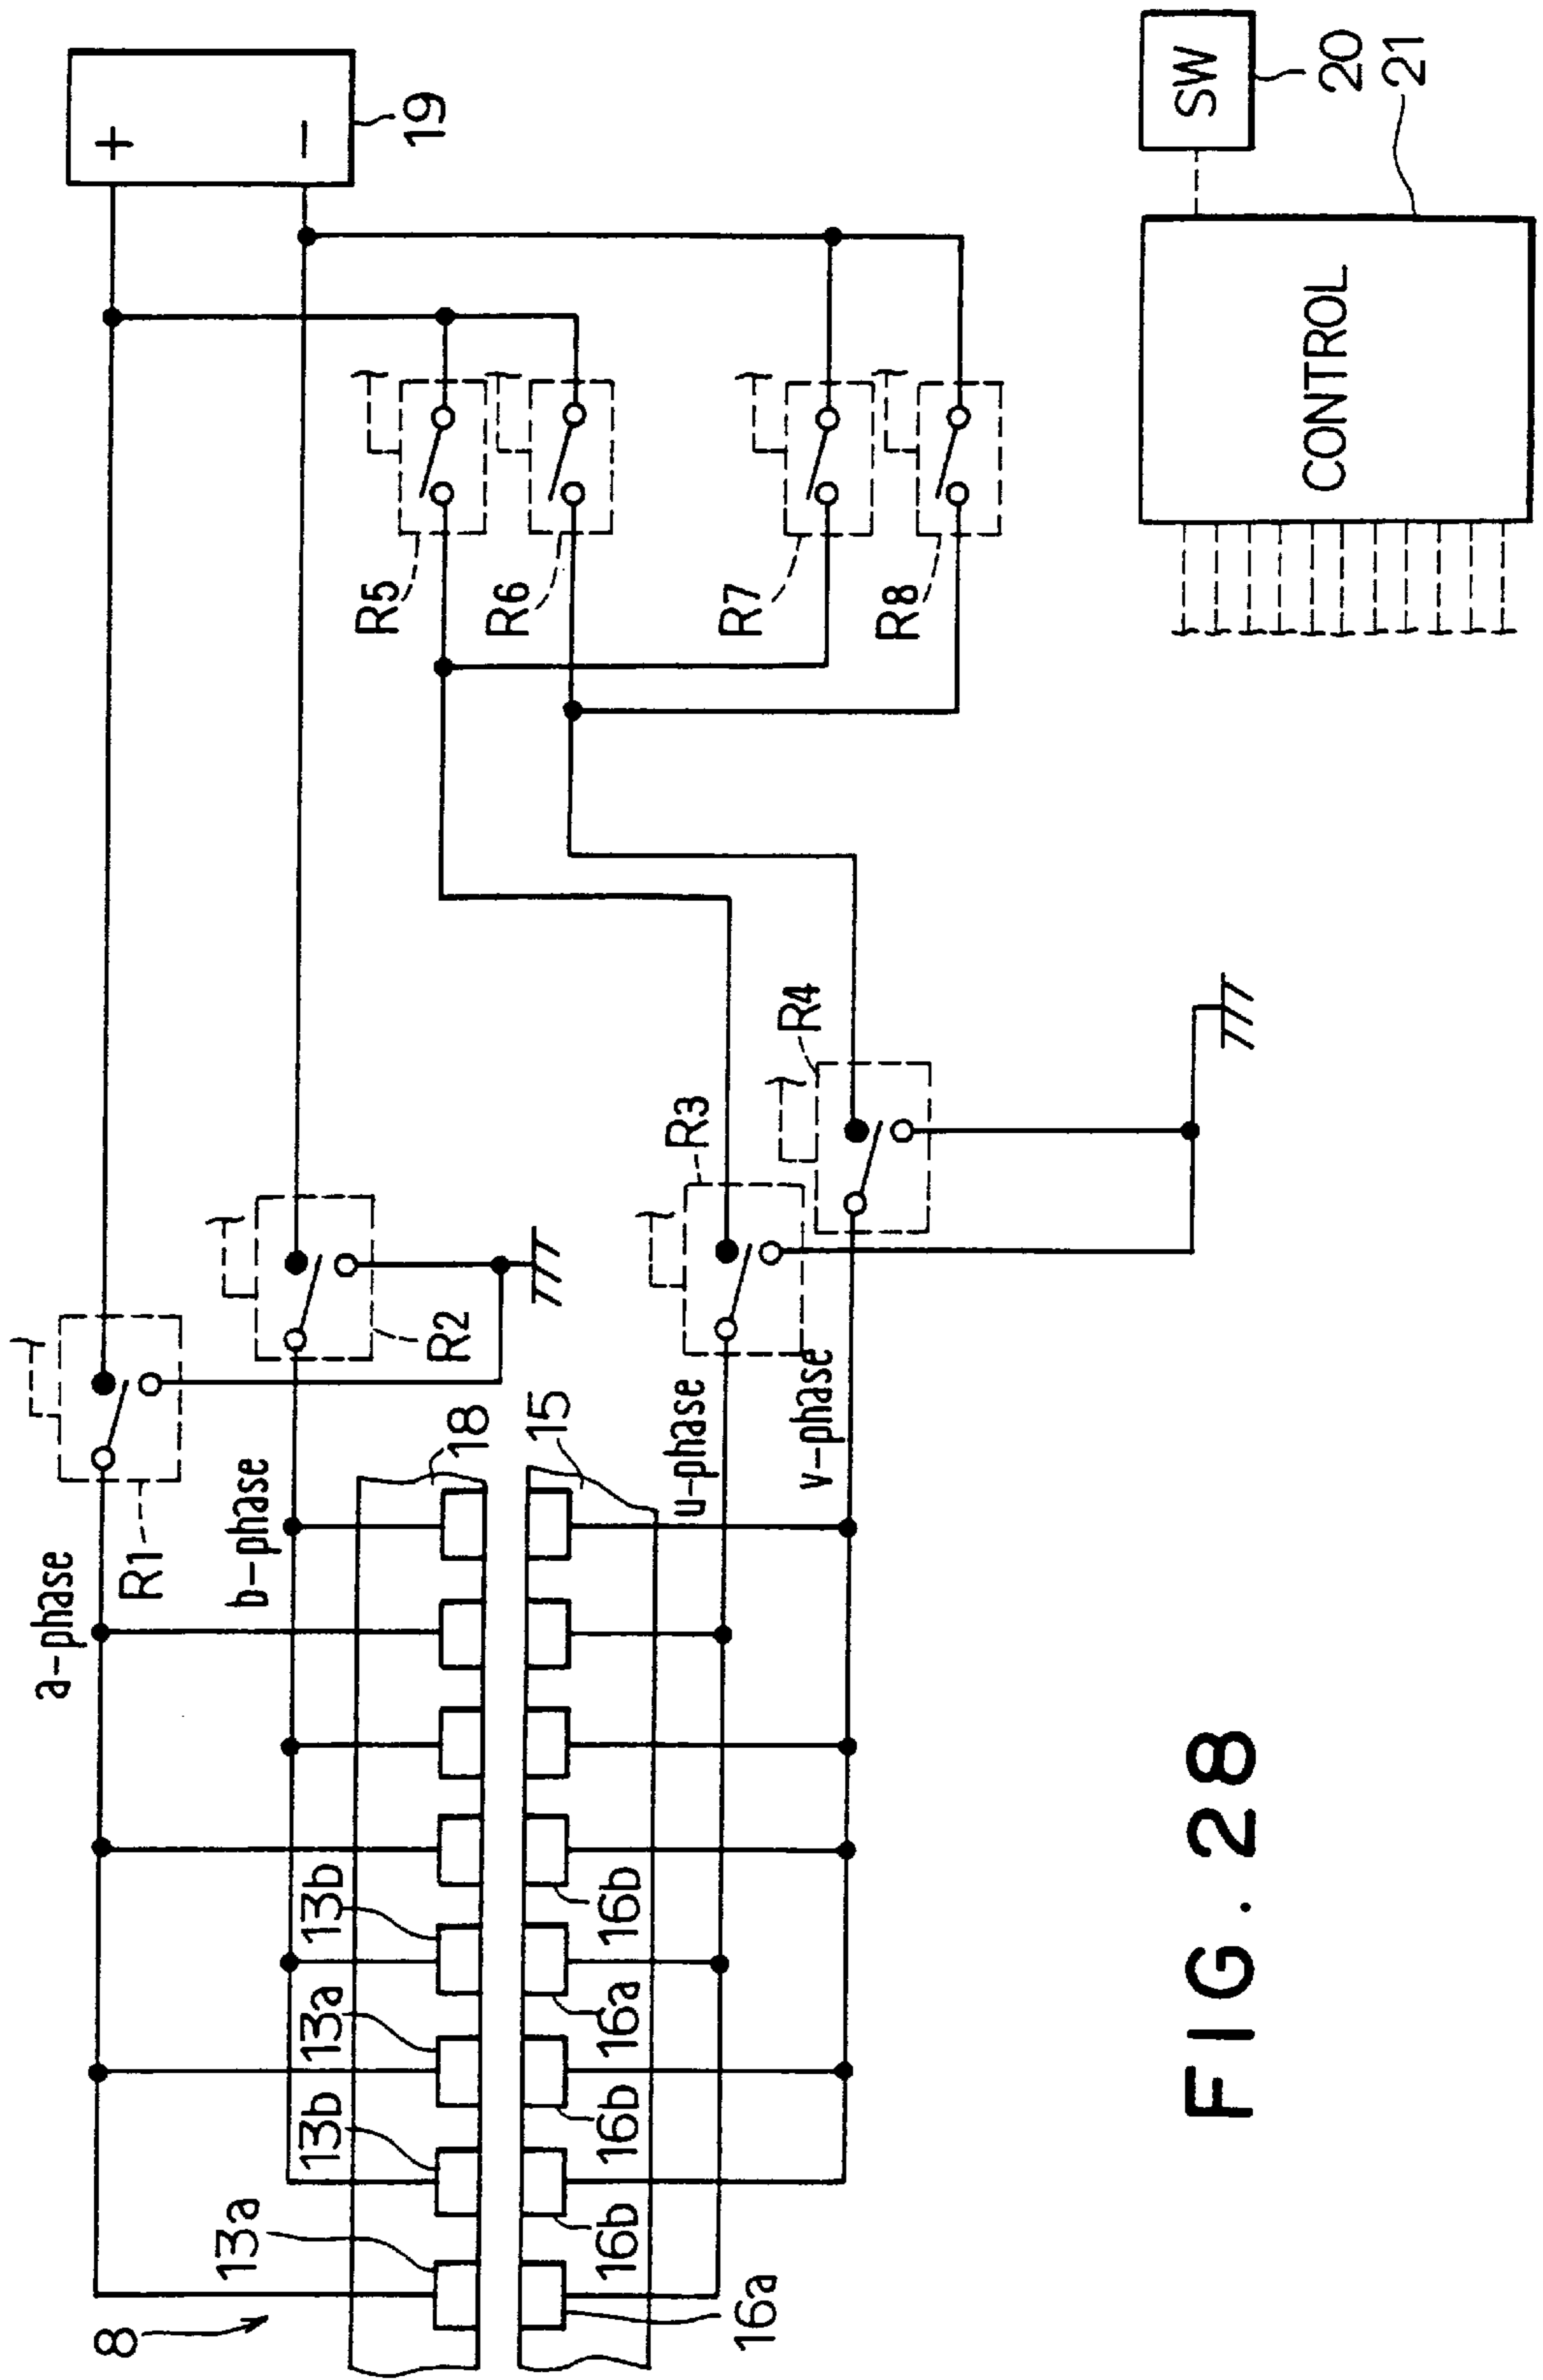 8
a-phase
R1
b-phase
R2
18
15
13a
13b
13a
13b
16a
16b
16b
16a
16b
u-phase
R3
v-phase
R4
R5
R6
R7
R8
+
−
19
CONTROL
SW
20
21
FIG. 28